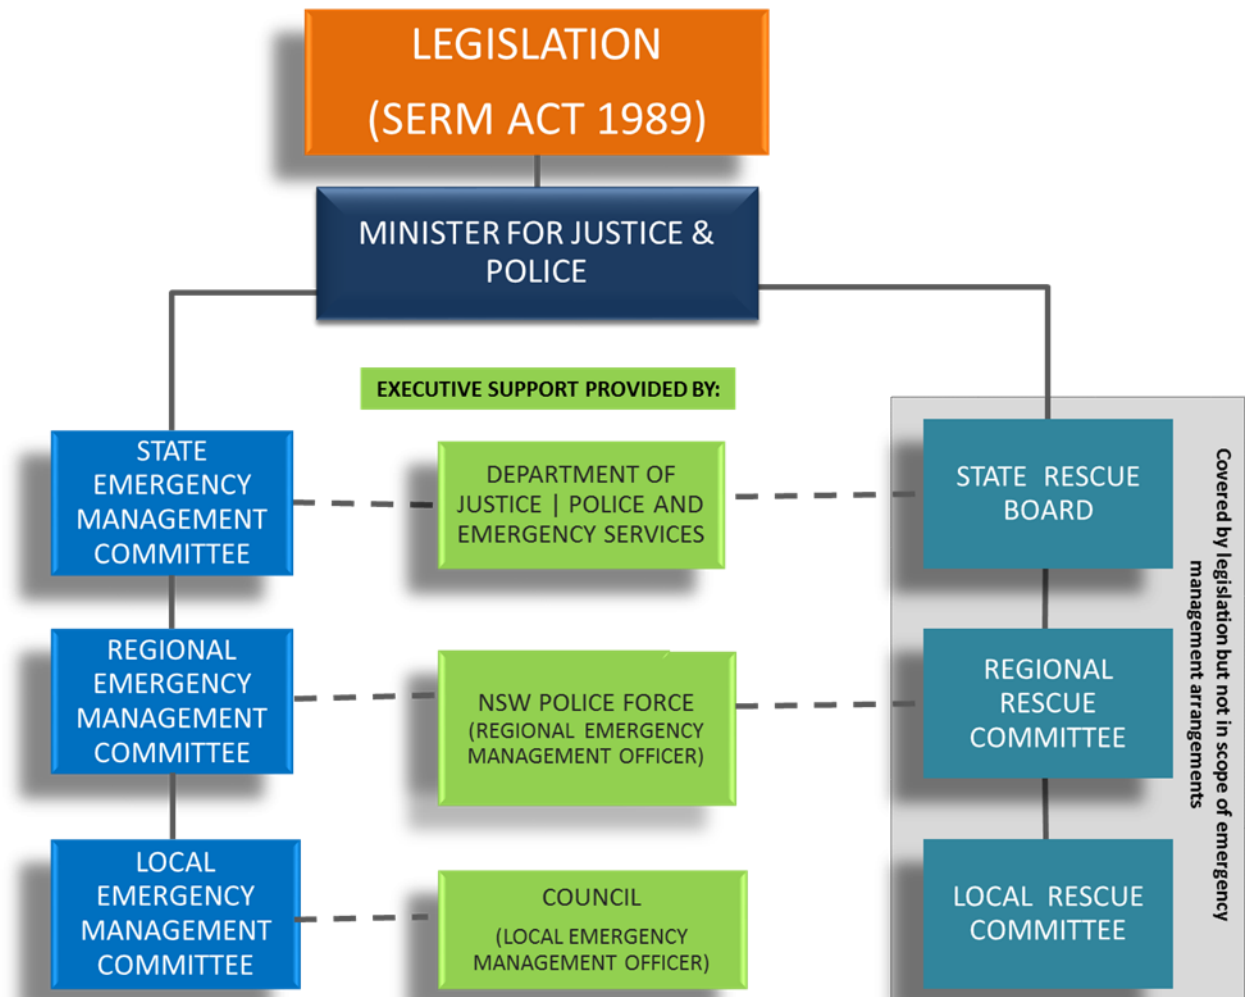 LEGISLATION
(SERM ACT 1989)
MINISTER FOR JUSTICE &
POLICE
EXECUTIVE SUPPORT PROVIDED BY:
STATE
EMERGENCY
MANAGEMENT
COMMITTEE
DEPARTMENT OF
JUSTICE | POLICE AND
EMERGENCY SERVICES
STATE RESCUE
BOARD
REGIONAL
EMERGENCY
MANAGEMENT
COMMITTEE
NSW POLICE FORCE
(REGIONAL EMERGENCY
MANAGEMENT OFFICER)
REGIONAL
RESCUE
COMMITTEE
LOCAL
EMERGENCY
MANAGEMENT
COMMITTEE
COUNCIL
(LOCAL EMERGENCY
MANAGEMENT OFFICER)
LOCAL RESCUE
COMMITTEE
Covered by legislation but not in scope of emergency
management arrangements